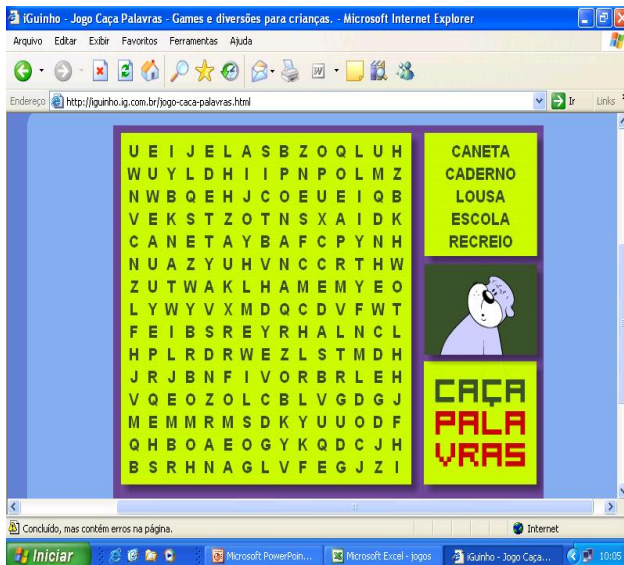 iGuinho - Jogo Caça Palavras - Games e diversões para crianças. - Microsoft Internet Explorer
Arquivo Editar Exibir Favoritos Ferramentas Ajuda
Endereço http://iguinho.ig.com.br/jogo-caca-palavras.html Ir Links
U E I J E L A S B Z O Q L U H
W U Y L D H I I P N P O L M Z
N W B Q E H J C O E U E I Q B
V E K S T Z O T N S X A I D K
C A N E T A Y B A F C P Y N H
N U A Z Y U H V N C C R T H W
Z U T W A K L H A M E M Y E O
L Y W Y V X M D Q C D V F W T
F E I B S R E Y R H A L N C L
H P L R D R W E Z L S T M D H
J R J B N F I V O R B R L E H
V Q E O Z O L C B L V G D G J
M E M M R M S D K Y U U O D F
Q H B O A E O G Y K Q D C J H
B S R H N A G L V F E G J Z I
CANETA
CADERNO
LOUSA
ESCOLA
RECREIO
CAÇA
PALA
VRAS
Concluído, mas contém erros na página. Internet
Iniciar Microsoft PowerPoin... Microsoft Excel - jogos iGuinho - Jogo Caça... 10:05